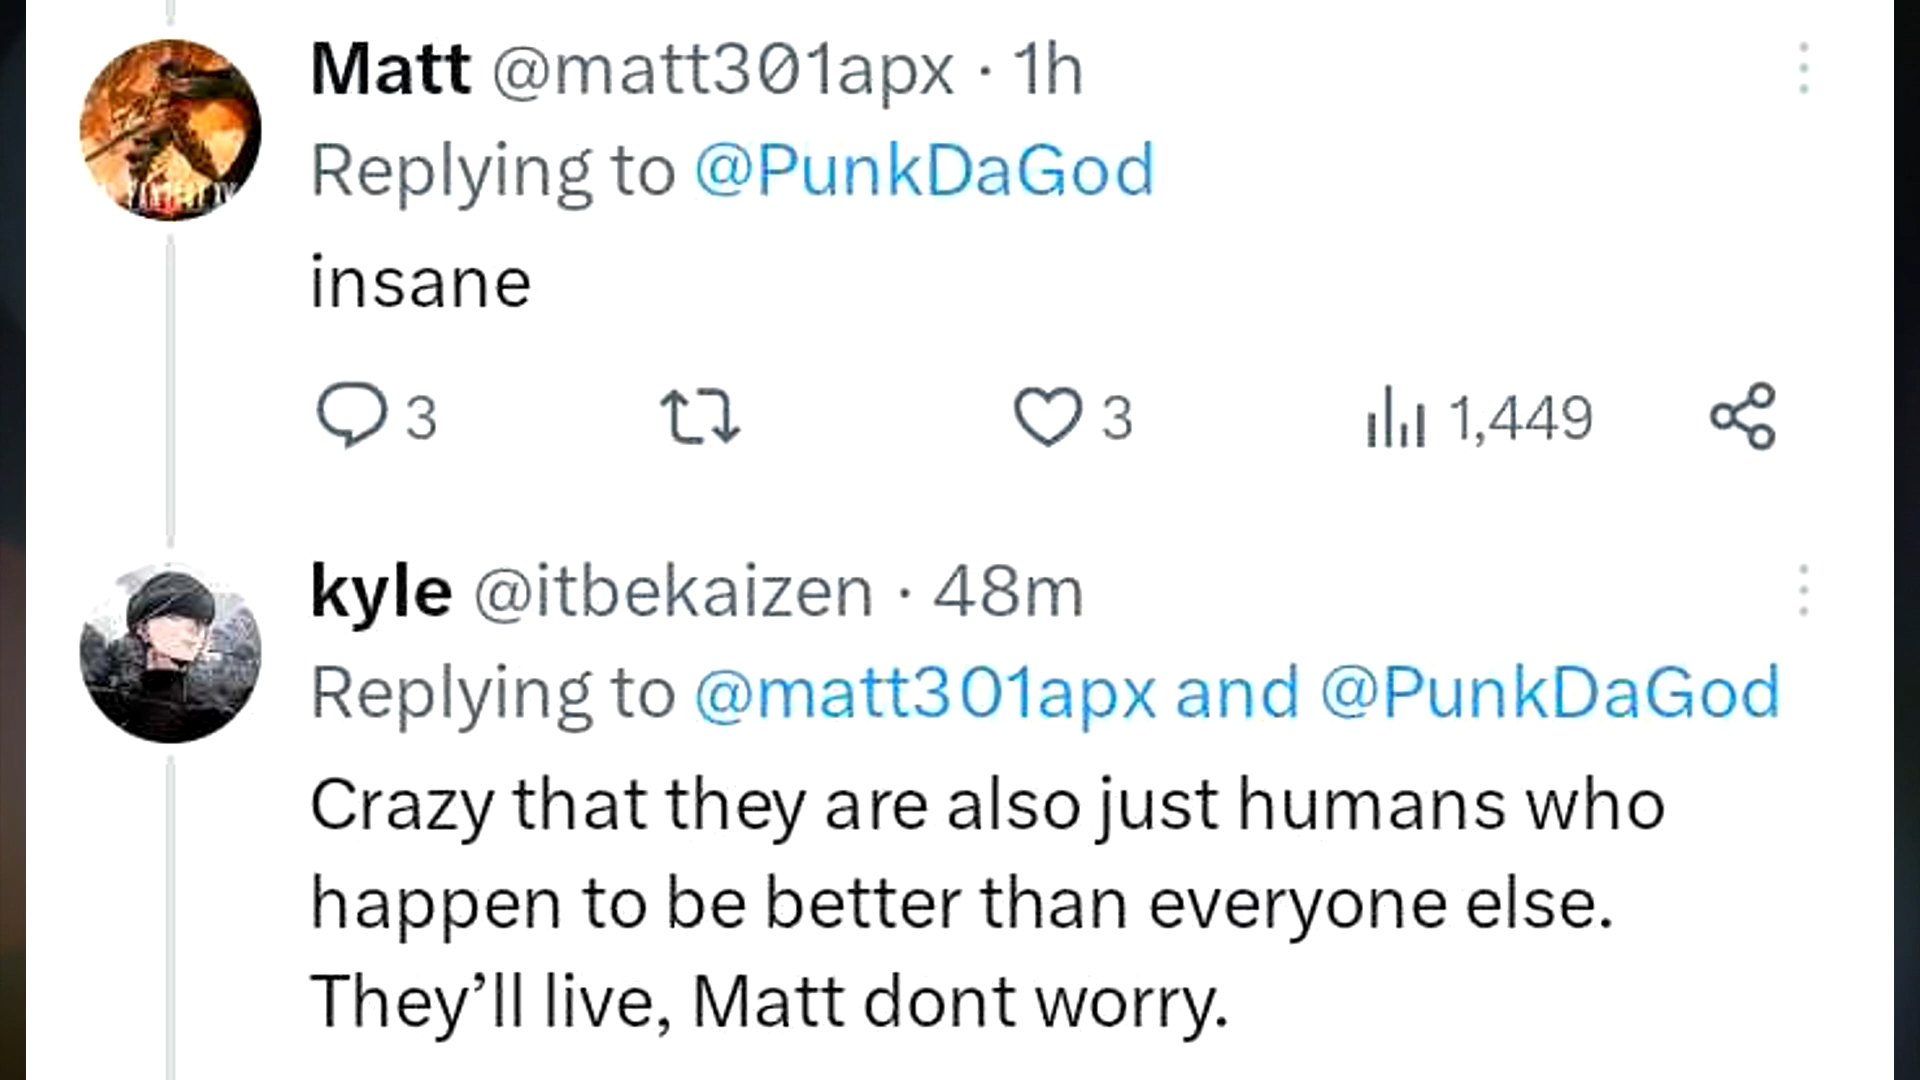 Matt @matt301apx · 1h
Replying to @PunkDaGod
insane
3 3 1,449
kyle @itbekaizen · 48m
Replying to @matt301apx and @PunkDaGod
Crazy that they are also just humans who
happen to be better than everyone else.
They’ll live, Matt dont worry.